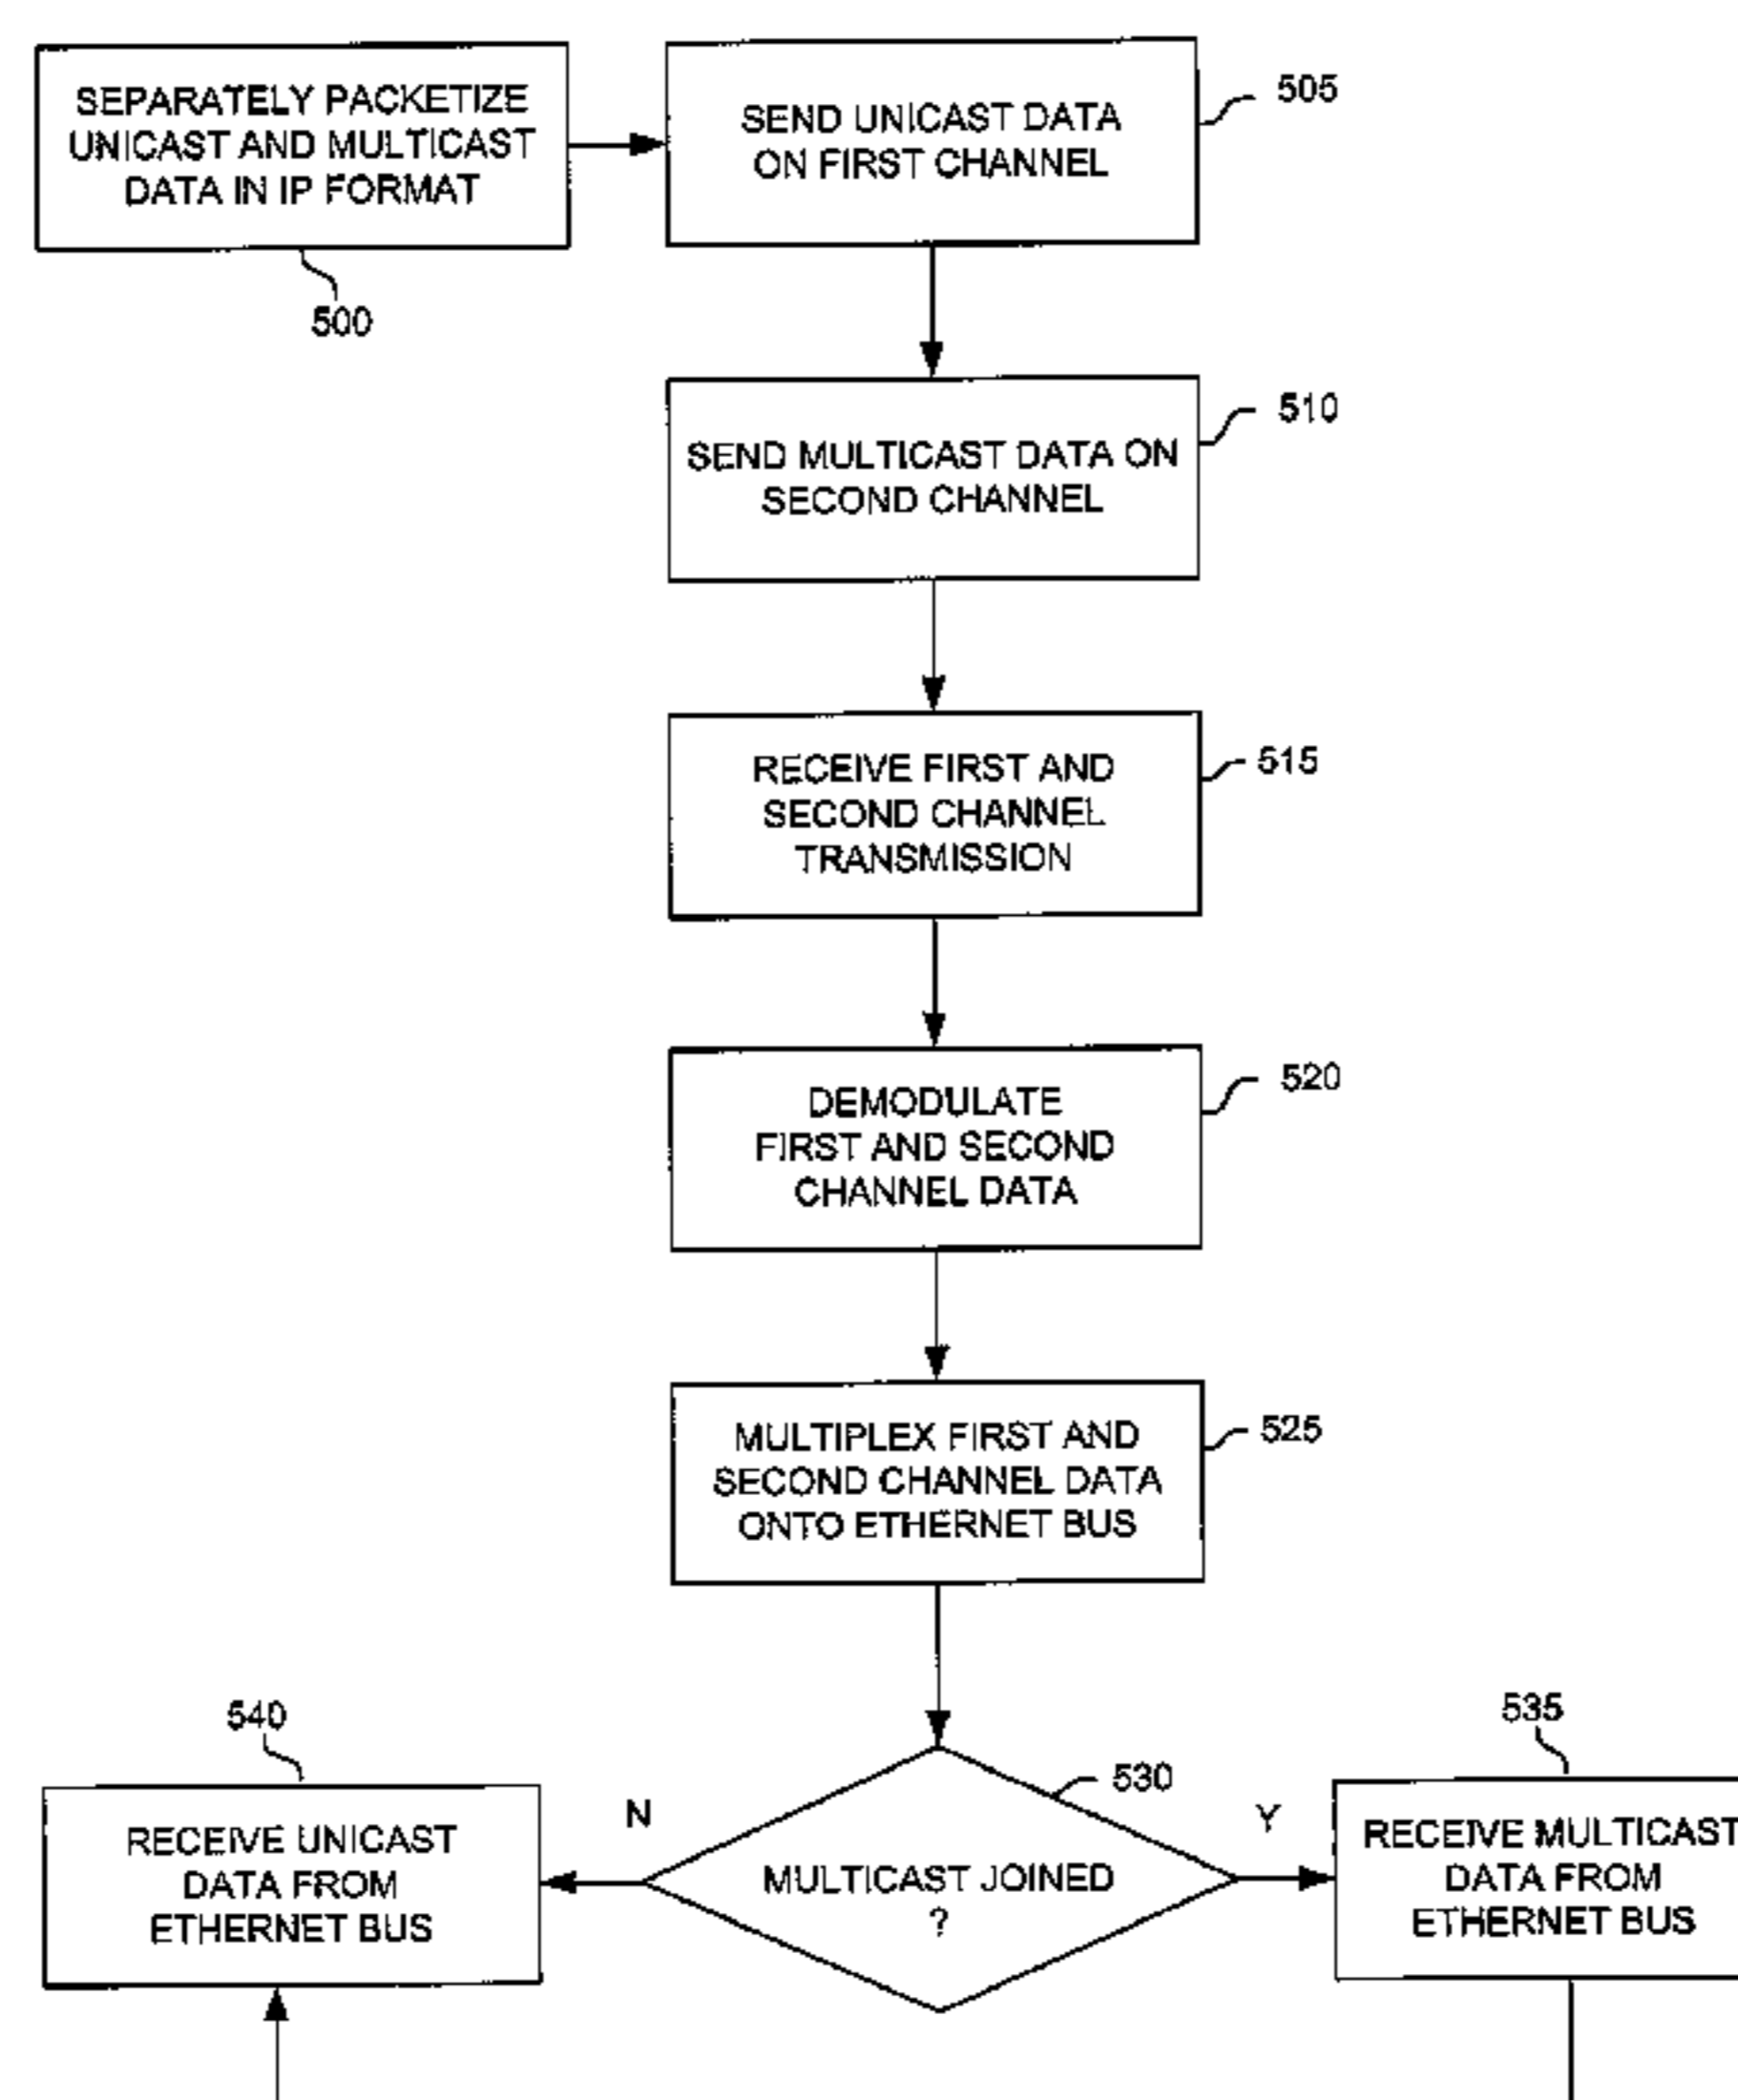 SEPARATELY PACKETIZE
UNICAST AND MULTICAST
DATA IN IP FORMAT
500
SEND UNICAST DATA
ON FIRST CHANNEL
505
SEND MULTICAST DATA ON
SECOND CHANNEL
510
RECEIVE FIRST AND
SECOND CHANNEL
TRANSMISSION
515
DEMODULATE
FIRST AND SECOND
CHANNEL DATA
520
MULTIPLEX FIRST AND
SECOND CHANNEL DATA
ONTO ETHERNET BUS
525
540
RECEIVE UNICAST
DATA FROM
ETHERNET BUS
N
MULTICAST JOINED
?
530
Y
535
RECEIVE MULTICAST
DATA FROM
ETHERNET BUS